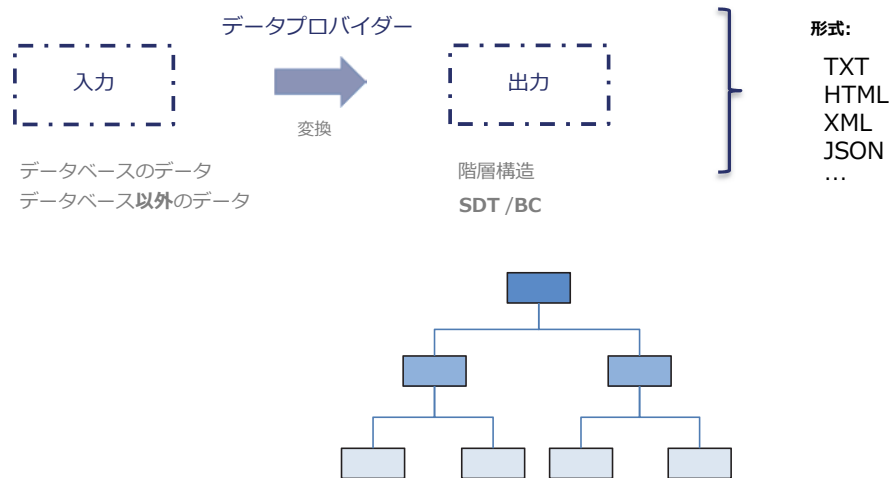 データプロバイダー
入力
変換
出力
データベースのデータ
データベース以外のデータ
階層構造
SDT /BC
形式:
TXT
HTML
XML
JSON
…